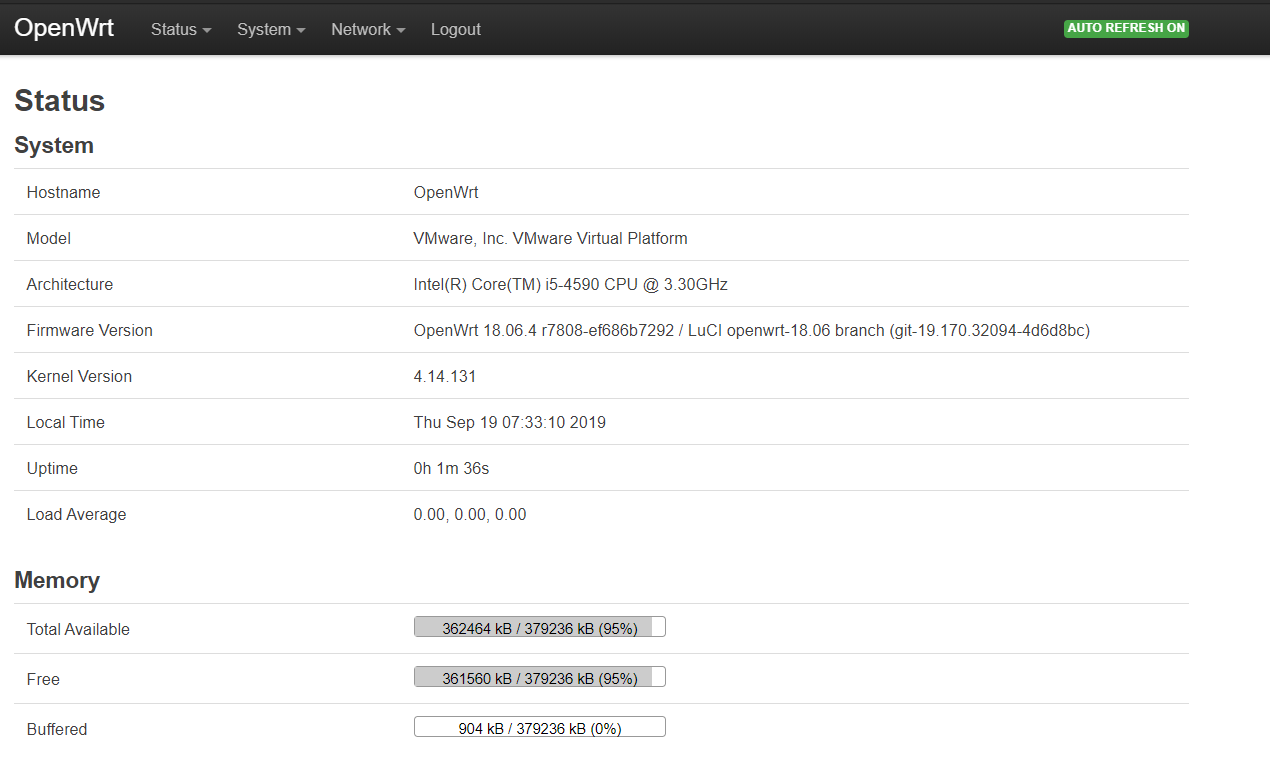 OpenWrt Status System Network Logout AUTO REFRESH ON
Status
System
Hostname OpenWrt
Model VMware, Inc. VMware Virtual Platform
Architecture Intel(R) Core(TM) i5-4590 CPU @ 3.30GHz
Firmware Version OpenWrt 18.06.4 r7808-ef686b7292 / LuCI openwrt-18.06 branch (git-19.170.32094-4d6d8bc)
Kernel Version 4.14.131
Local Time Thu Sep 19 07:33:10 2019
Uptime 0h 1m 36s
Load Average 0.00, 0.00, 0.00
Memory
Total Available 362464 kB / 379236 kB (95%)
Free 361560 kB / 379236 kB (95%)
Buffered 904 kB / 379236 kB (0%)